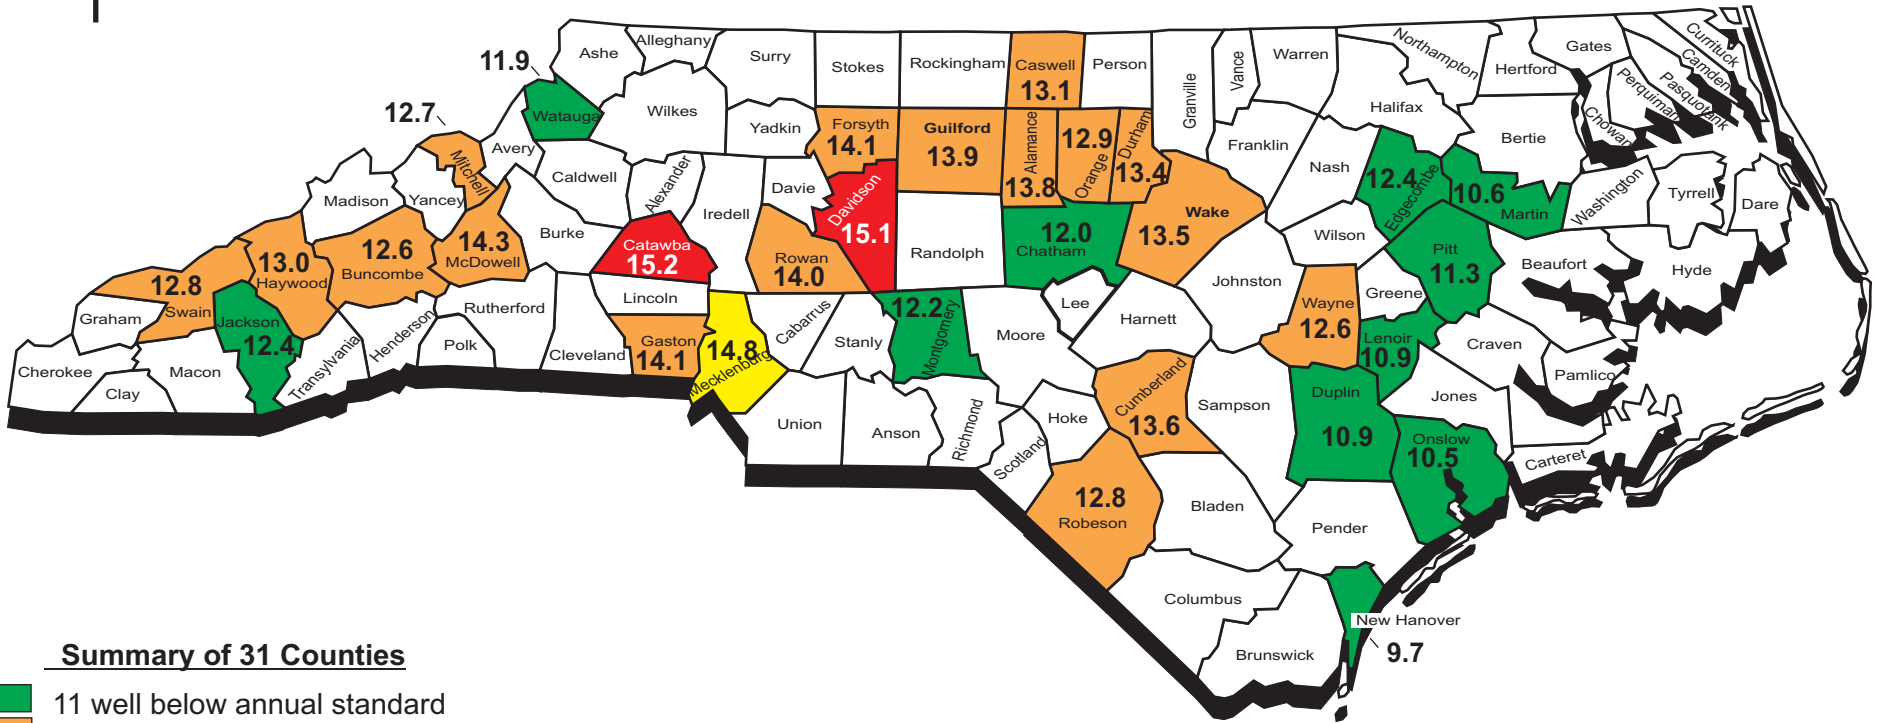 Ashe
Alleghany
Surry
Stokes
Rockingham
Caswell
13.1
Person
Granville
Vance
Warren
Northampton
Hertford
Gates
Currituck
Camden
Pasquotank
Perquiman
Chowan
11.9
Watauga
Wilkes
Yadkin
Forsyth
14.1
Guilford
13.9
Alamance
13.8
12.9
Orange
Durham
13.4
Franklin
Nash
Halifax
Bertie
12.7
Mitchell
Avery
Caldwell
Alexander
Iredell
Davie
Davidson
15.1
Randolph
12.0
Chatham
Wake
13.5
Wilson
12.4
Edgecombe
10.6
Martin
Washington
Tyrrell
Dare
Madison
Yancey
12.8
Swain
13.0
Haywood
12.6
Buncombe
14.3
McDowell
Burke
Catawba
15.2
Rowan
14.0
Johnston
Pitt
11.3
Beaufort
Hyde
Graham
Jackson
12.4
Transylvania
Henderson
Rutherford
Polk
Cleveland
Lincoln
Gaston
14.1
14.8
Mecklenburg
Cabarrus
Stanly
12.2
Montgomery
Moore
Lee
Harnett
Wayne
12.6
Greene
Lenoir
10.9
Craven
Pamlico
Cherokee
Clay
Macon
Union
Anson
Richmond
Scotland
Hoke
Cumberland
13.6
Sampson
Duplin
10.9
Jones
Onslow
10.5
Carteret
12.8
Robeson
Bladen
Pender
Columbus
Brunswick
New Hanover
9.7
Summary of 31 Counties
11 well below annual standard